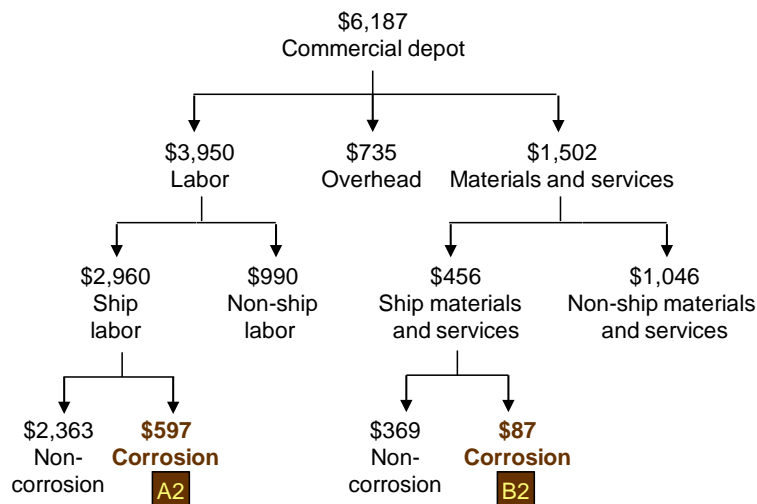 $6,187
Commercial depot
$3,950
Labor
$735
Overhead
$1,502
Materials and services
$2,960
Ship
labor
$990
Non-ship
labor
$456
Ship materials
and services
$1,046
Non-ship materials
and services
$2,363
Non-
corrosion
$597
Corrosion
A2
$369
Non-
corrosion
$87
Corrosion
B2